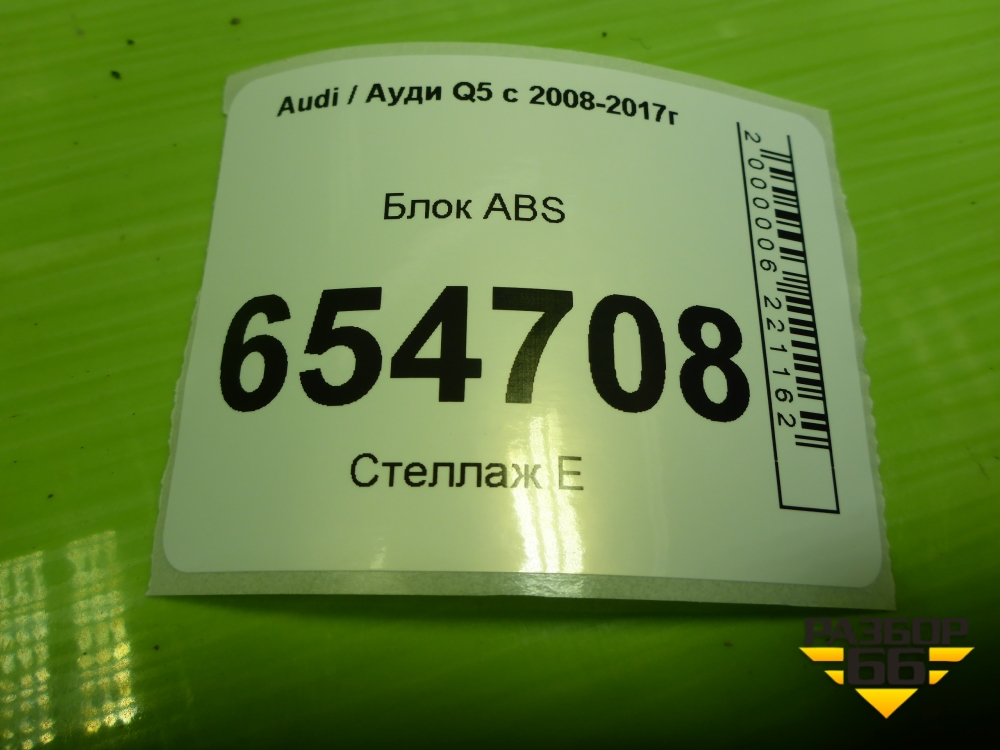 Audi / Ауди Q5 с 2008-2017г
Блок ABS
654708
Стеллаж E
2000006221162
РАЗБОР
66